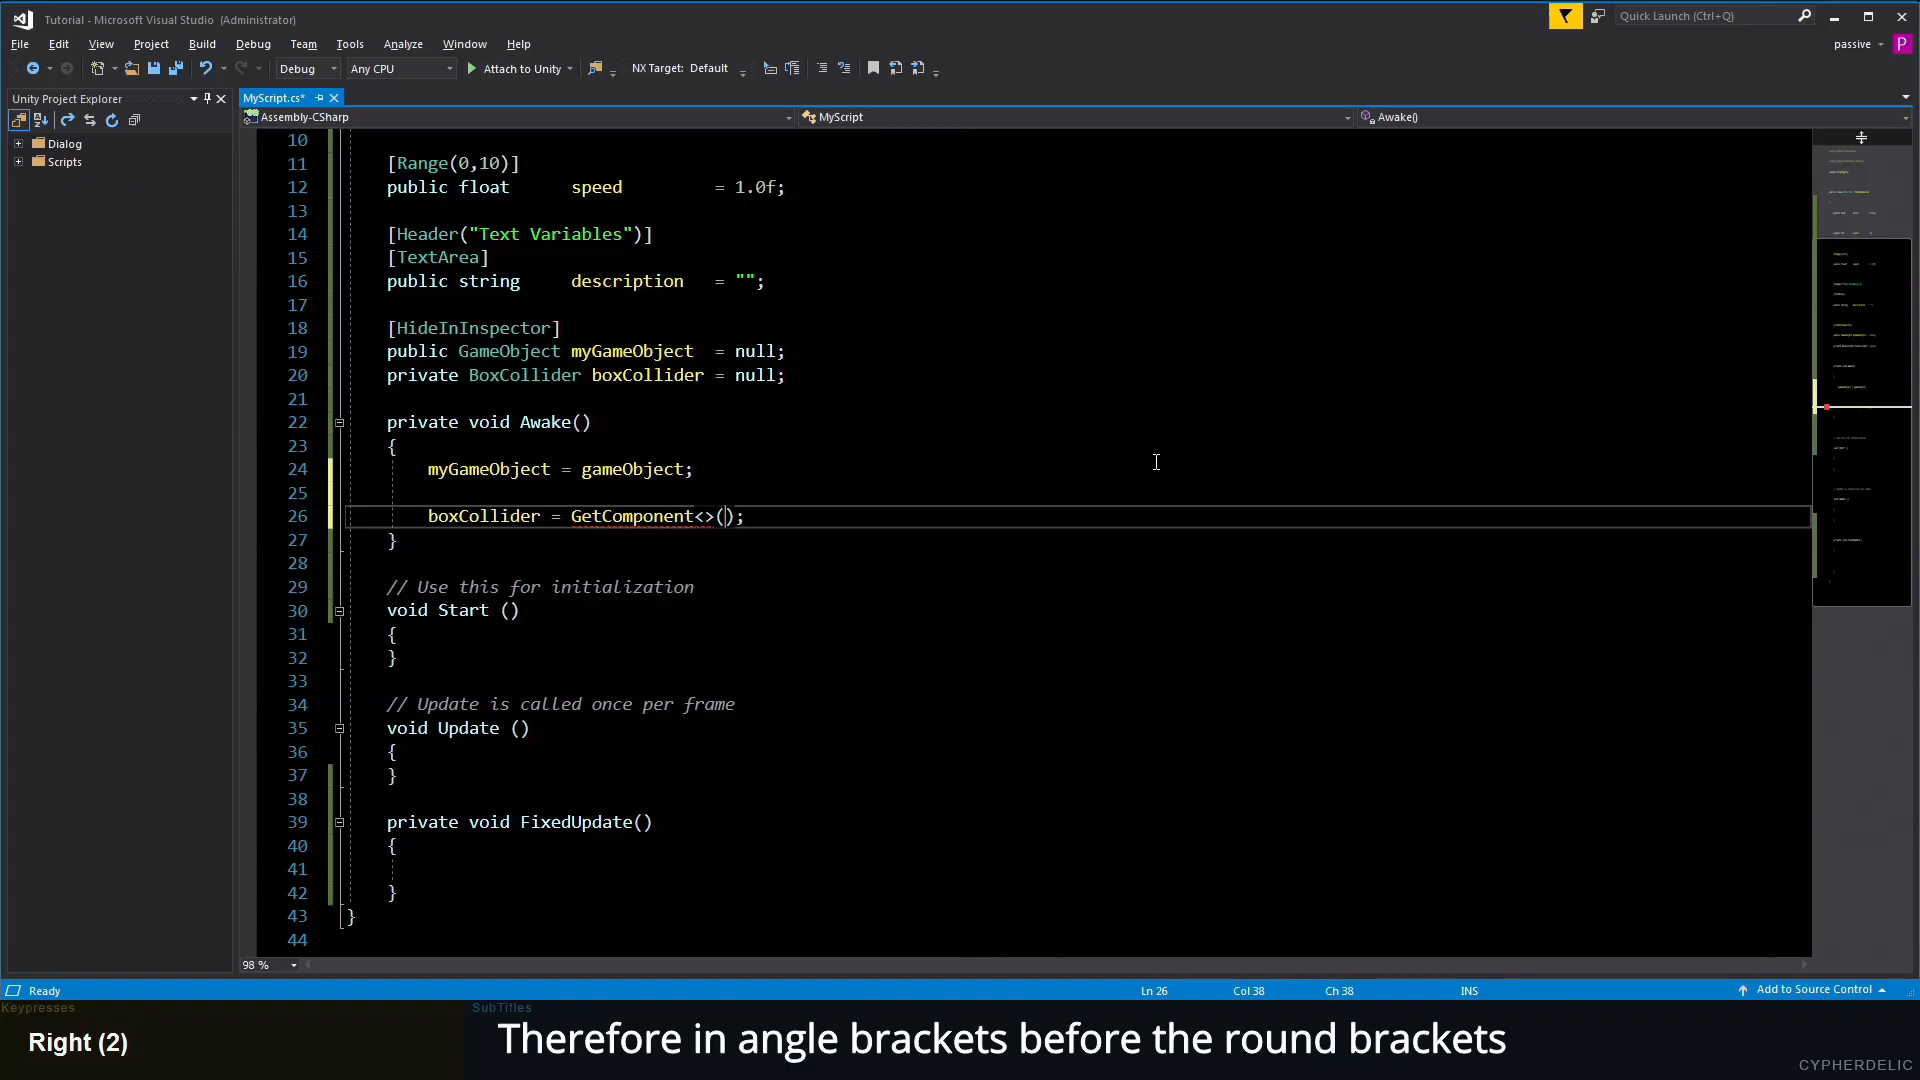 Tutorial - Microsoft Visual Studio (Administrator)
Quick Launch (Ctrl+Q)
File Edit View Project Build Debug Team Tools Analyze Window Help
passive P
Debug Any CPU Attach to Unity NX Target: Default
Unity Project Explorer
MyScript.cs*
Assembly-CSharp MyScript Awake()
Dialog
Scripts
10
11 [Range(0,10)]
12 public float speed = 1.0f;
13
14 [Header("Text Variables")]
15 [TextArea]
16 public string description = "";
17
18 [HideInInspector]
19 public GameObject myGameObject = null;
20 private BoxCollider boxCollider = null;
21
22 private void Awake()
23 {
24 myGameObject = gameObject;
25
26 boxCollider = GetComponent<>();
27 }
28
29 // Use this for initialization
30 void Start ()
31 {
32 }
33
34 // Update is called once per frame
35 void Update ()
36 {
37 }
38
39 private void FixedUpdate()
40 {
41
42 }
43 }
44
98 %
Ready Ln 26 Col 38 Ch 38 INS Add to Source Control
Keypresses SubTitles
Right (2) Therefore in angle brackets before the round brackets
CYPHERDELIC